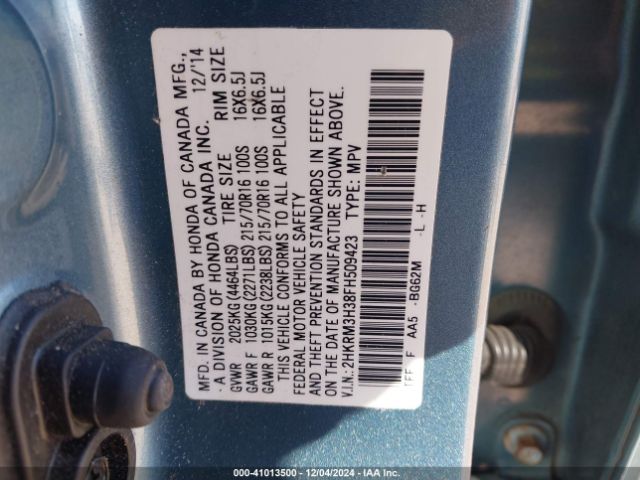 MFD. IN CANADA BY HONDA OF CANADA MFG.,
A DIVISION OF HONDA CANADA INC. 12/'14
GVWR 2025KG(4464LBS) TIRE SIZE RIM SIZE
GAWR F 1030KG(2271LBS) 215/70R16 100S 16X6.5J
GAWR R 1015KG(2238LBS) 215/70R16 100S 16X6.5J
THIS VEHICLE CONFORMS TO ALL APPLICABLE
FEDERAL MOTOR VEHICLE SAFETY
AND THEFT PREVENTION STANDARDS IN EFFECT
ON THE DATE OF MANUFACTURE SHOWN ABOVE.
V.I.N.: 2HKRM3H38FH509423 TYPE: MPV
F AA5 -BG62M -L -H
000-41013500 - 12/04/2024 - IAA Inc.